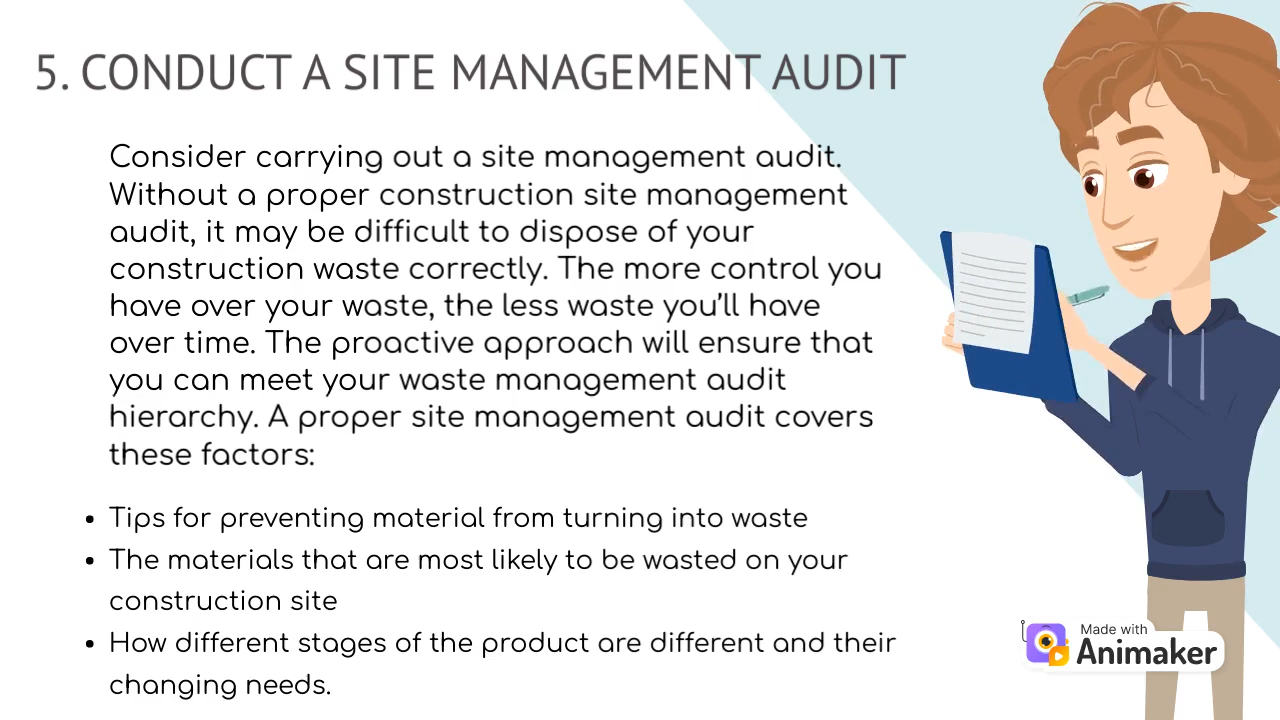 5. CONDUCT A SITE MANAGEMENT AUDIT
Consider carrying out a site management audit.
Without a proper construction site management
audit, it may be difficult to dispose of your
construction waste correctly. The more control you
have over your waste, the less waste you’ll have
over time. The proactive approach will ensure that
you can meet your waste management audit
hierarchy. A proper site management audit covers
these factors:
• Tips for preventing material from turning into waste
• The materials that are most likely to be wasted on your
construction site
• How different stages of the product are different and their
changing needs.
Made with
Animaker